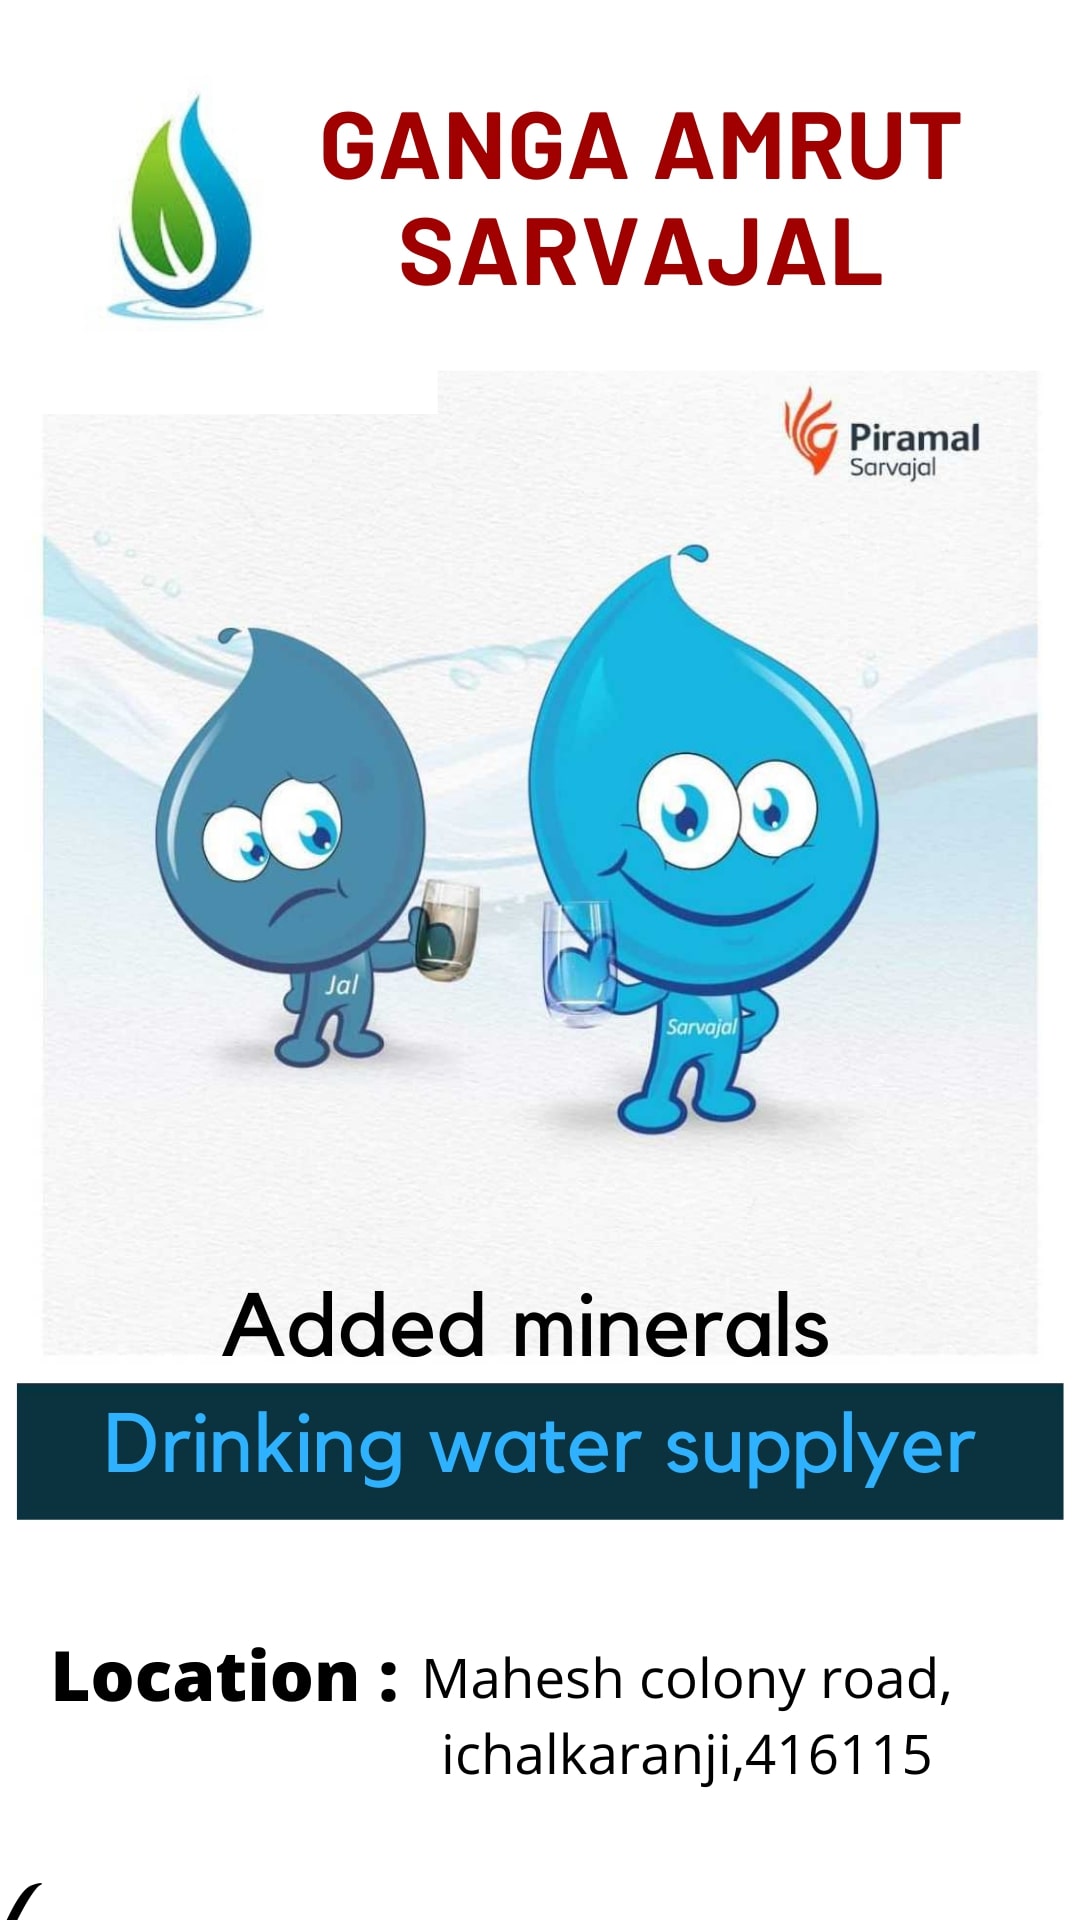 GANGA AMRUT
SARVAJAL
Piramal
Sarvajal
Jal
Sarvajal
Added minerals
Drinking water supplyer
Location : Mahesh colony road,
ichalkaranji,416115